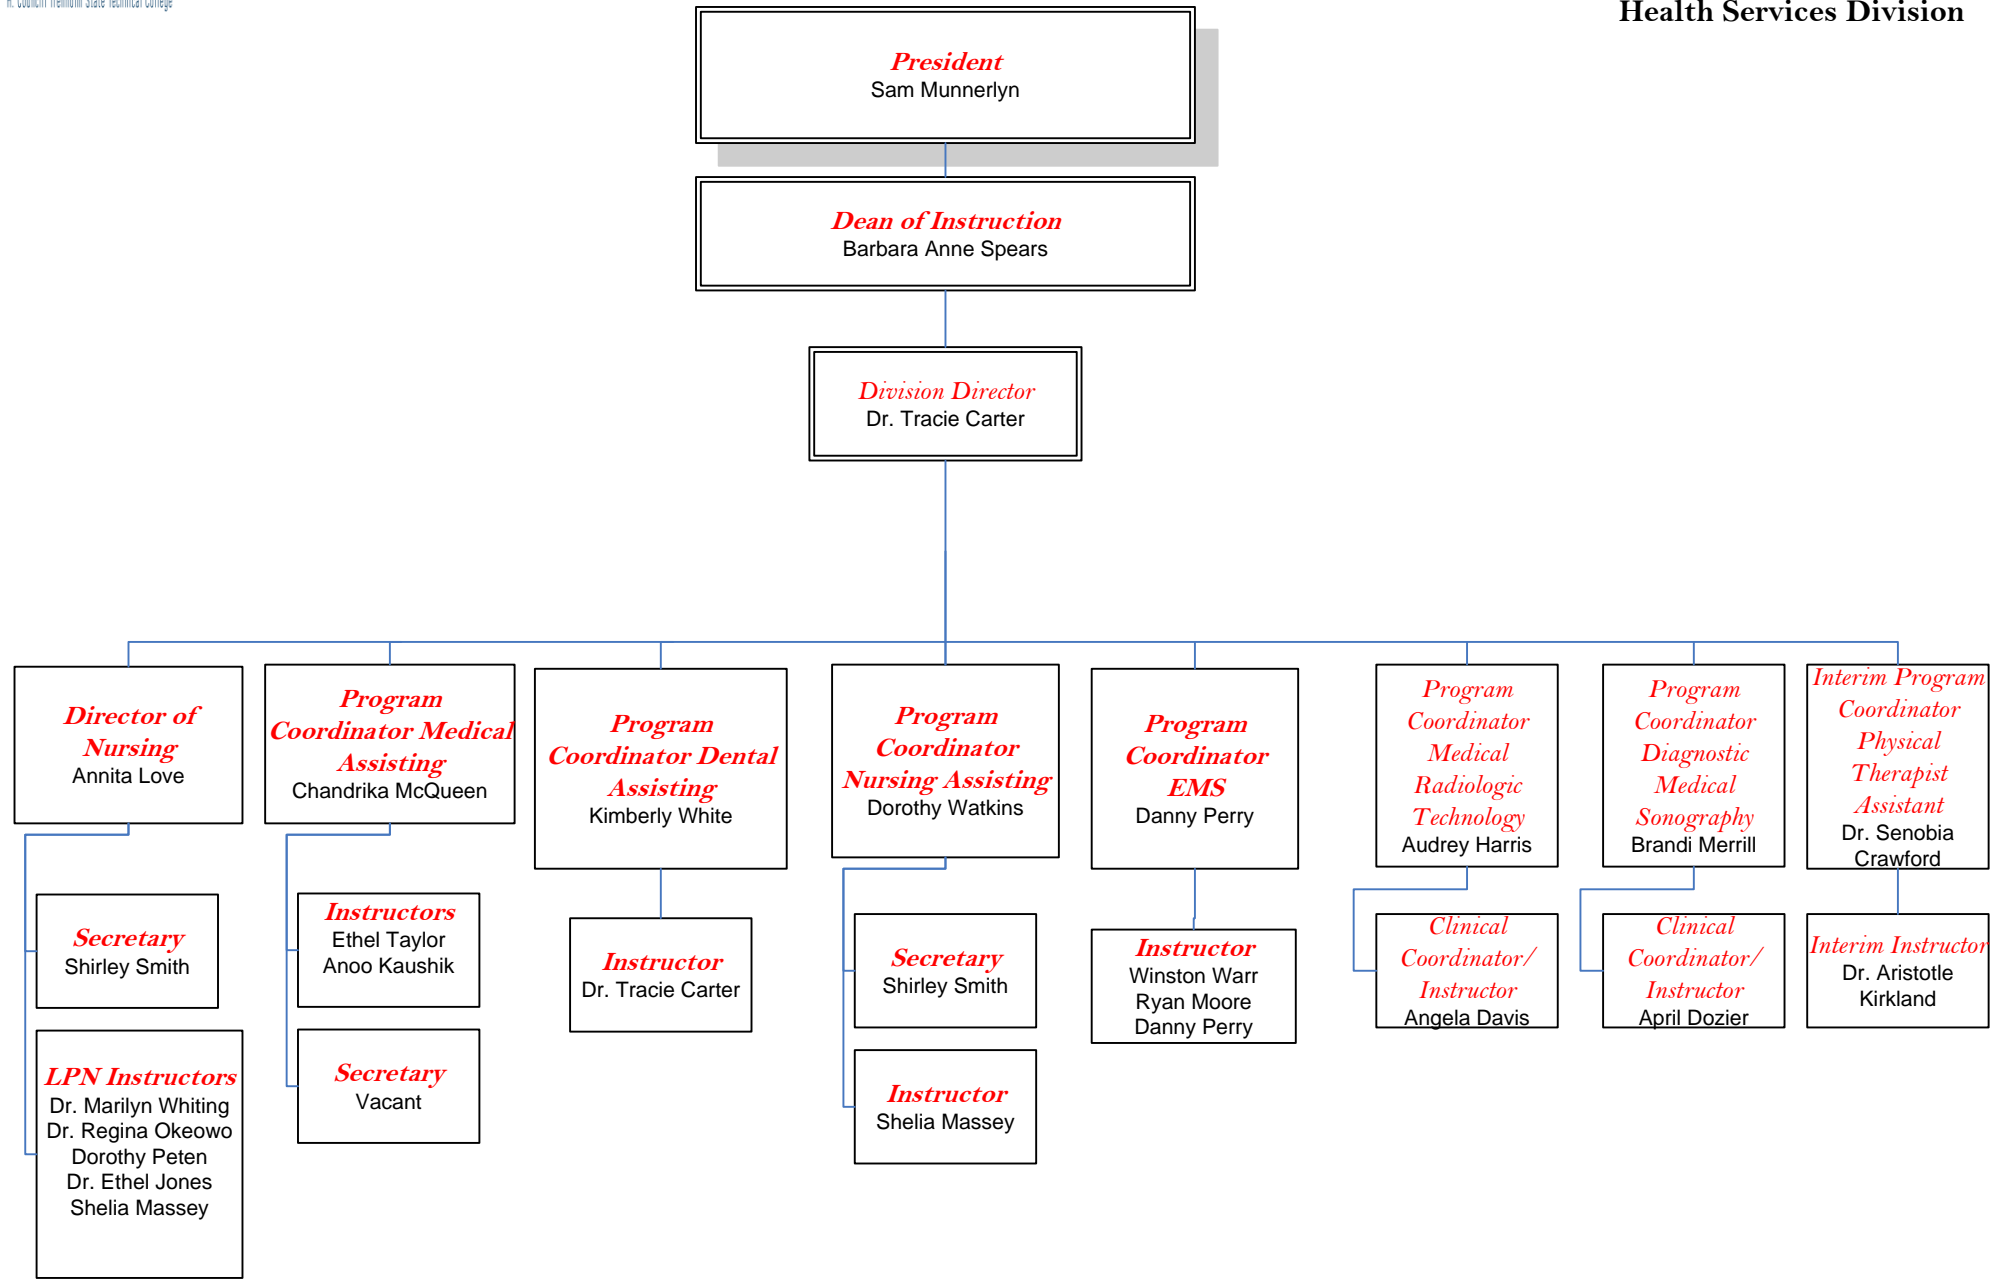 H. Councill Trenholm State Technical College
Health Services Division
President
Sam Munnerlyn
Dean of Instruction
Barbara Anne Spears
Division Director
Dr. Tracie Carter
Director of
Nursing
Annita Love
Program
Coordinator Medical
Assisting
Chandrika McQueen
Program
Coordinator Dental
Assisting
Kimberly White
Program
Coordinator
Nursing Assisting
Dorothy Watkins
Program
Coordinator
EMS
Danny Perry
Program
Coordinator
Medical
Radiologic
Technology
Audrey Harris
Program
Coordinator
Diagnostic
Medical
Sonography
Brandi Merrill
Interim Program
Coordinator
Physical
Therapist
Assistant
Dr. Senobia
Crawford
Secretary
Shirley Smith
LPN Instructors
Dr. Marilyn Whiting
Dr. Regina Okeowo
Dorothy Peten
Dr. Ethel Jones
Shelia Massey
Instructors
Ethel Taylor
Anoo Kaushik
Secretary
Vacant
Instructor
Dr. Tracie Carter
Secretary
Shirley Smith
Instructor
Shelia Massey
Instructor
Winston Warr
Ryan Moore
Danny Perry
Clinical
Coordinator/
Instructor
Angela Davis
Clinical
Coordinator/
Instructor
April Dozier
Interim Instructor
Dr. Aristotle
Kirkland